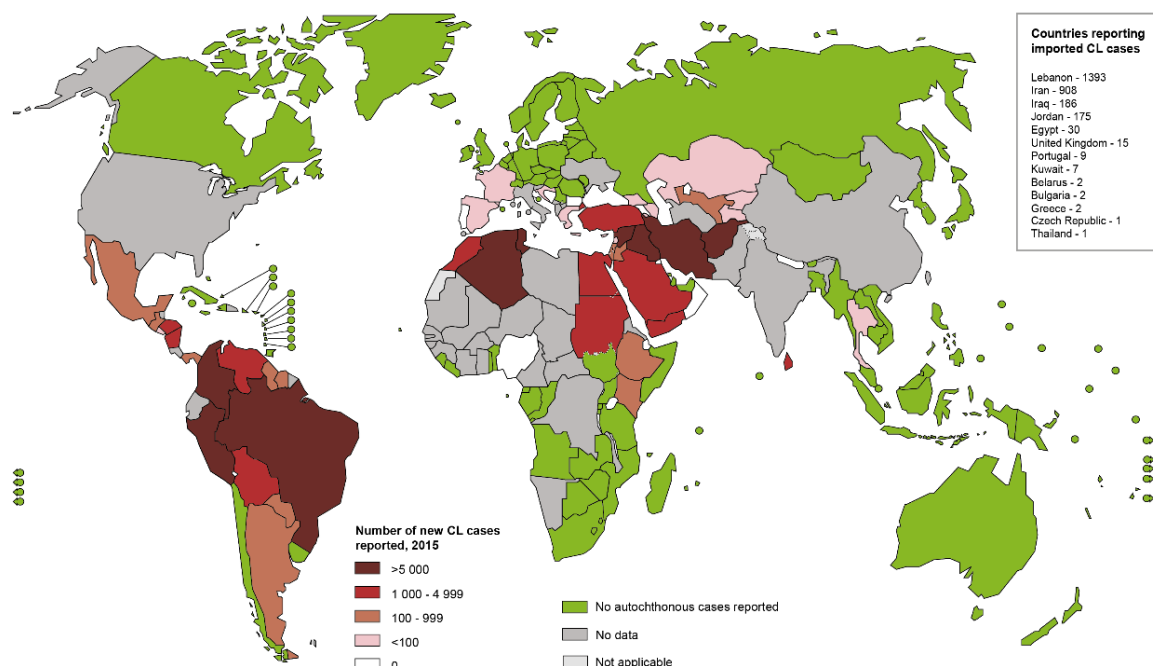 Countries reporting
imported CL cases
Lebanon - 1393
Iran - 908
Iraq - 186
Jordan - 175
Egypt - 30
United Kingdom - 15
Portugal - 9
Kuwait - 7
Belarus - 2
Bulgaria - 2
Greece - 2
Czech Republic - 1
Thailand - 1
Number of new CL cases
reported, 2015
>5 000
1 000 - 4 999
100 - 999
<100
0
No autochthonous cases reported
No data
Not applicable